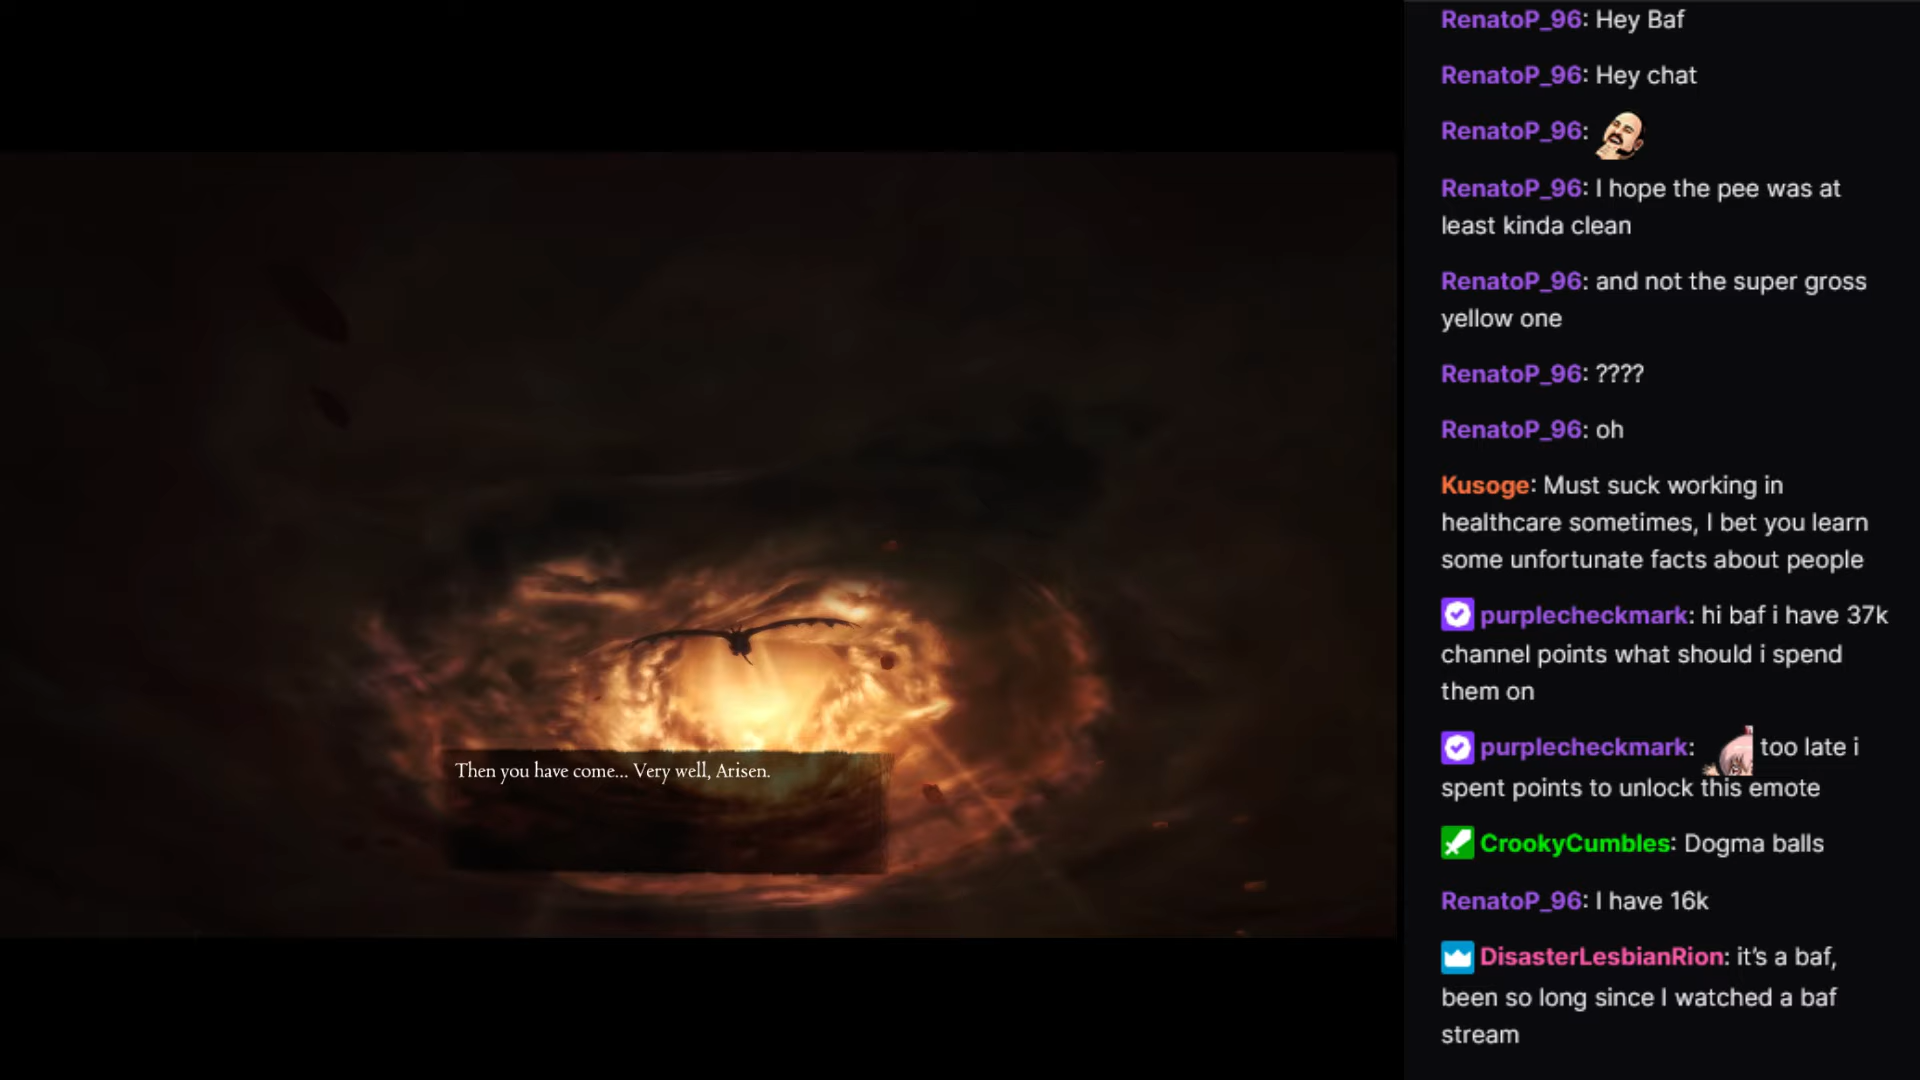 Then you have come... Very well, Arisen.
RenatoP_96: Hey Baf
RenatoP_96: Hey chat
RenatoP_96:
RenatoP_96: I hope the pee was at
least kinda clean
RenatoP_96: and not the super gross
yellow one
RenatoP_96: ????
RenatoP_96: oh
Kusoge: Must suck working in
healthcare sometimes, I bet you learn
some unfortunate facts about people
purplecheckmark: hi baf i have 37k
channel points what should i spend
them on
purplecheckmark: too late i
spent points to unlock this emote
CrookyCumbles: Dogma balls
RenatoP_96: I have 16k
DisasterLesbianRion: it’s a baf,
been so long since I watched a baf
stream